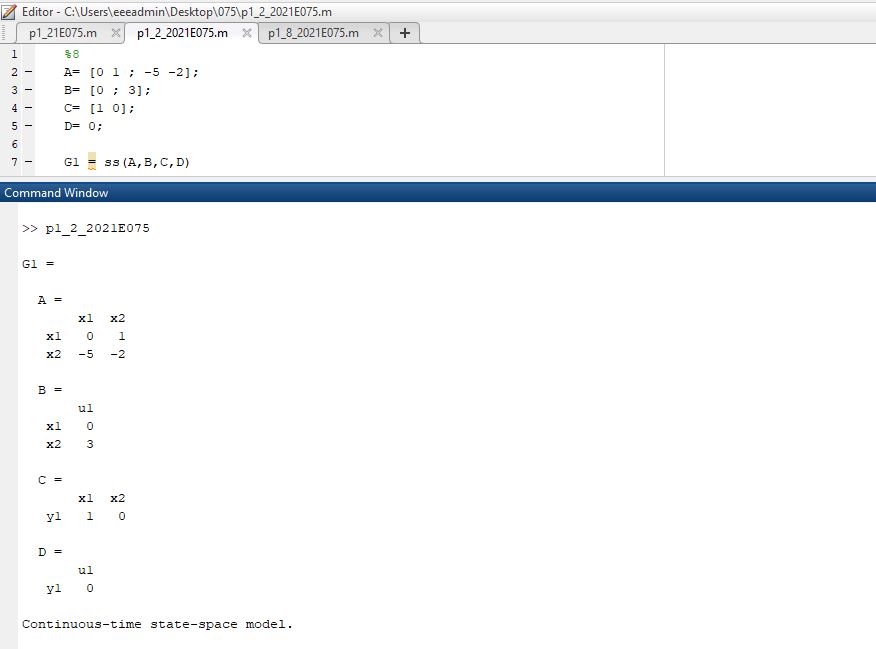 Editor - C:\Users\eeeadmin\Desktop\075\p1_2_2021E075.m
p1_21E075.m p1_2_2021E075.m p1_8_2021E075.m +
1 %8
2 – A= [0 1 ; -5 -2];
3 – B= [0 ; 3];
4 – C= [1 0];
5 – D= 0;
6
7 – G1 = ss(A,B,C,D)
Command Window
>> p1_2_2021E075
G1 =
A =
x1 x2
x1 0 1
x2 -5 -2
B =
u1
x1 0
x2 3
C =
x1 x2
y1 1 0
D =
u1
y1 0
Continuous-time state-space model.